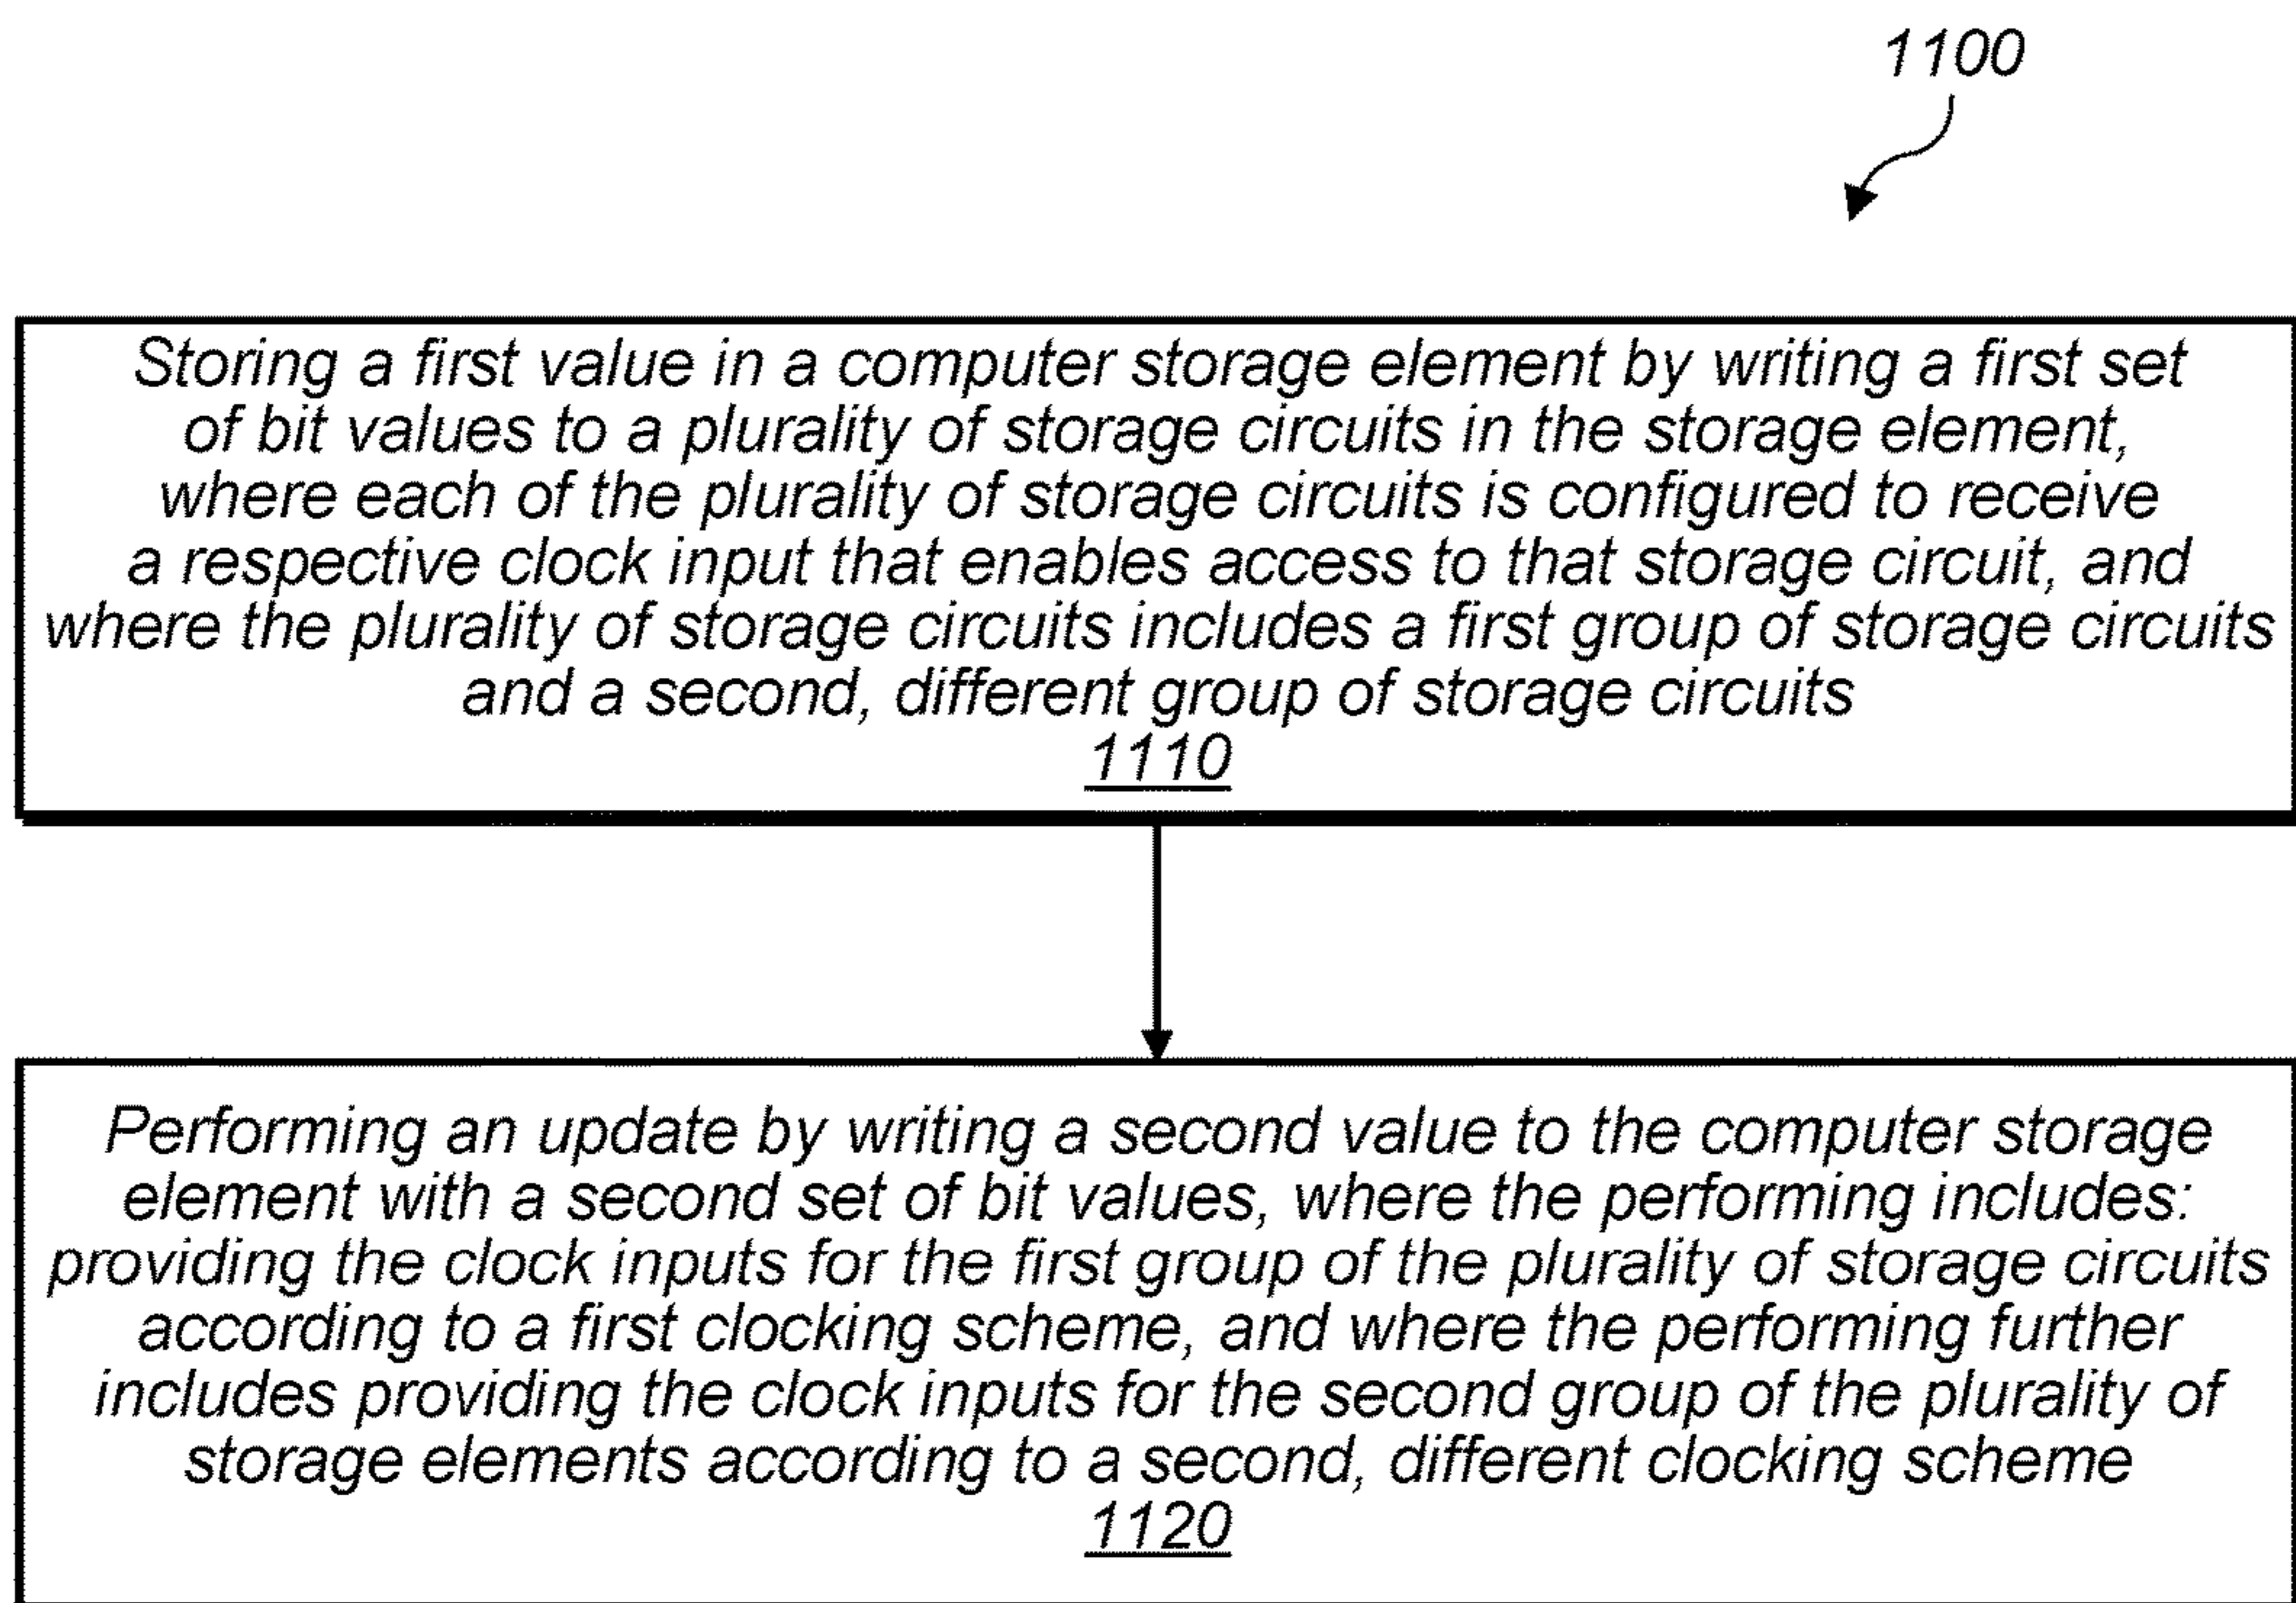 1100
Storing a first value in a computer storage element by writing a first set
of bit values to a plurality of storage circuits in the storage element,
where each of the plurality of storage circuits is configured to receive
a respective clock input that enables access to that storage circuit, and
where the plurality of storage circuits includes a first group of storage circuits
and a second, different group of storage circuits
1110
Performing an update by writing a second value to the computer storage
element with a second set of bit values, where the performing includes:
providing the clock inputs for the first group of the plurality of storage circuits
according to a first clocking scheme, and where the performing further
includes providing the clock inputs for the second group of the plurality of
storage elements according to a second, different clocking scheme
1120